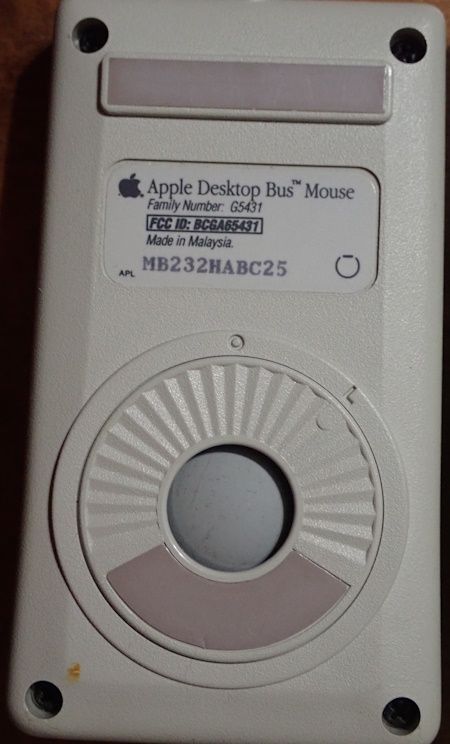 Apple Desktop Bus™ Mouse
Family Number: G5431
FCC ID: BCGA65431
Made in Malaysia.
APL MB232HABC25
O
L